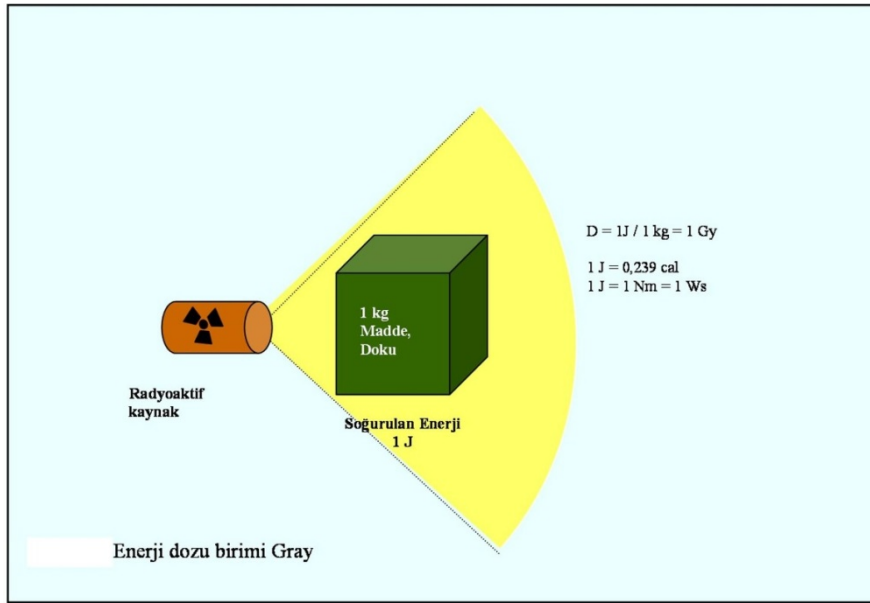 D = 1J / 1 kg = 1 Gy
1 J = 0,239 cal
1 J = 1 Nm = 1 Ws
1 kg
Madde,
Doku
Radyoaktif
kaynak
Soğurulan Enerji
1 J
Enerji dozu birimi Gray